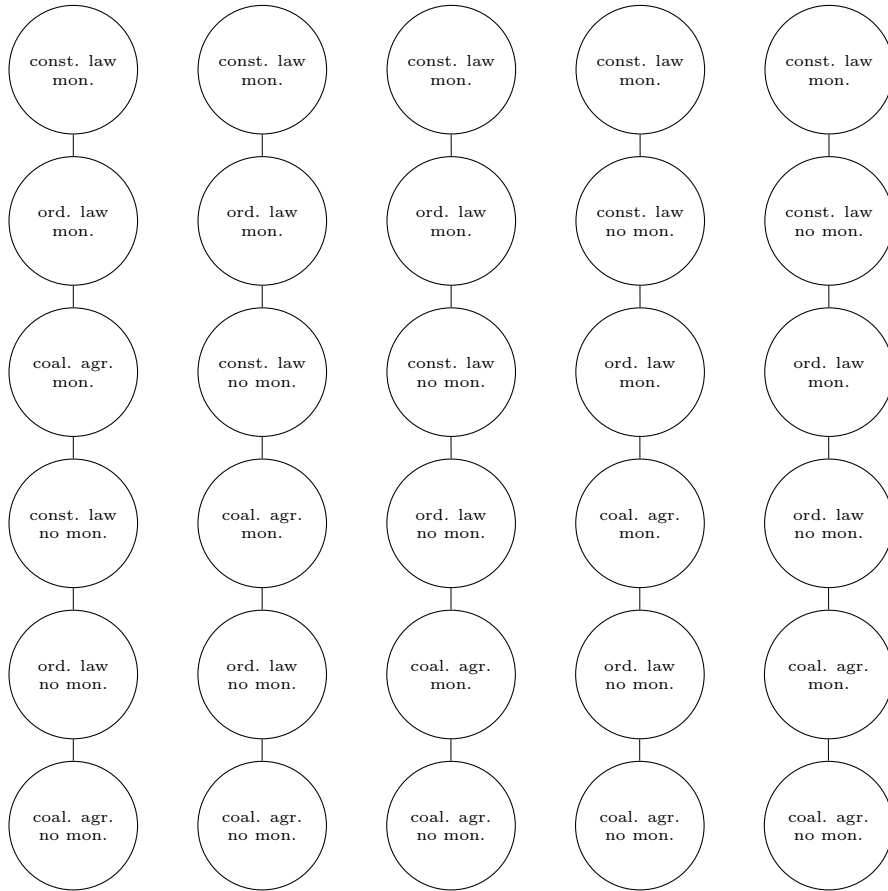 const. law
mon.
const. law
mon.
const. law
mon.
const. law
mon.
const. law
mon.
ord. law
mon.
ord. law
mon.
ord. law
mon.
const. law
no mon.
const. law
no mon.
coal. agr.
mon.
const. law
no mon.
const. law
no mon.
ord. law
mon.
ord. law
mon.
const. law
no mon.
coal. agr.
mon.
ord. law
no mon.
coal. agr.
mon.
ord. law
no mon.
ord. law
no mon.
ord. law
no mon.
coal. agr.
mon.
ord. law
no mon.
coal. agr.
mon.
coal. agr.
no mon.
coal. agr.
no mon.
coal. agr.
no mon.
coal. agr.
no mon.
coal. agr.
no mon.